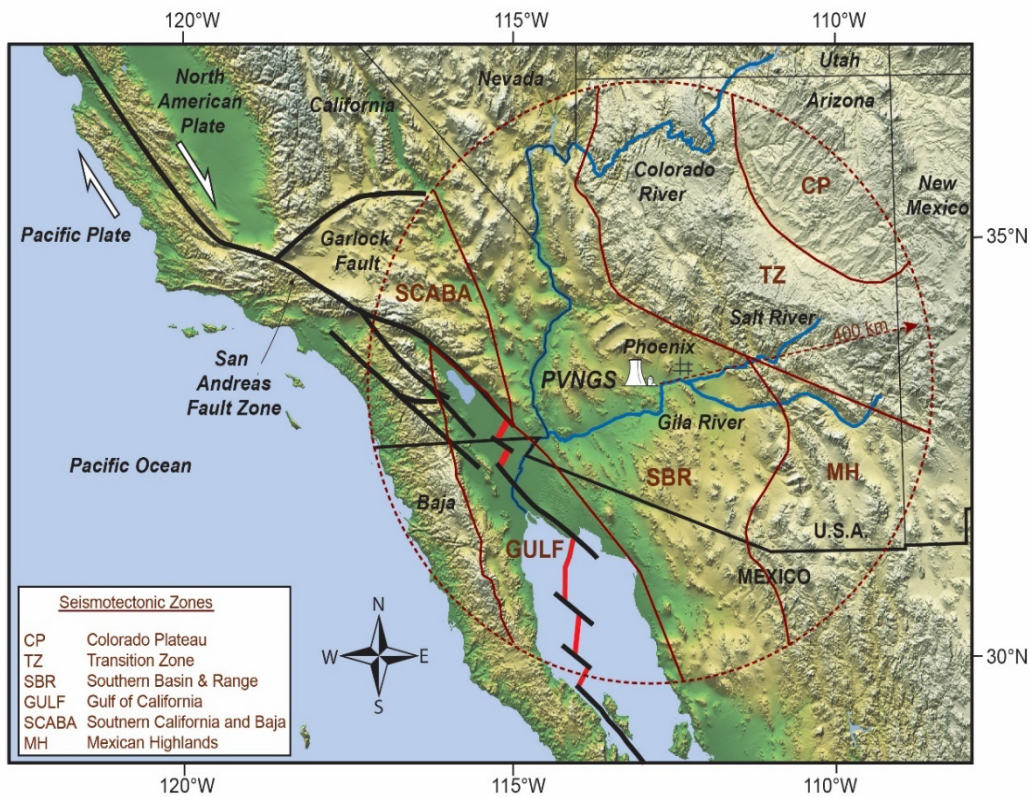 120°W
115°W
110°W
North
American
Plate
Nevada
Utah
California
Arizona
Colorado
River
CP
New
Mexico
Pacific Plate
35°N
Garlock
Fault
SCABA
TZ
Salt River
400 km
San
Andreas
Fault Zone
Phoenix
PVNGS
Gila River
Pacific Ocean
SBR
MH
Baja
GULF
U.S.A.
MEXICO
Seismotectonic Zones
CP Colorado Plateau
TZ Transition Zone
SBR Southern Basin & Range
GULF Gulf of California
SCABA Soutnern California and Baja
MH Mexican Highlands
N
W E
S
30°N
120°W
115°W
110°W